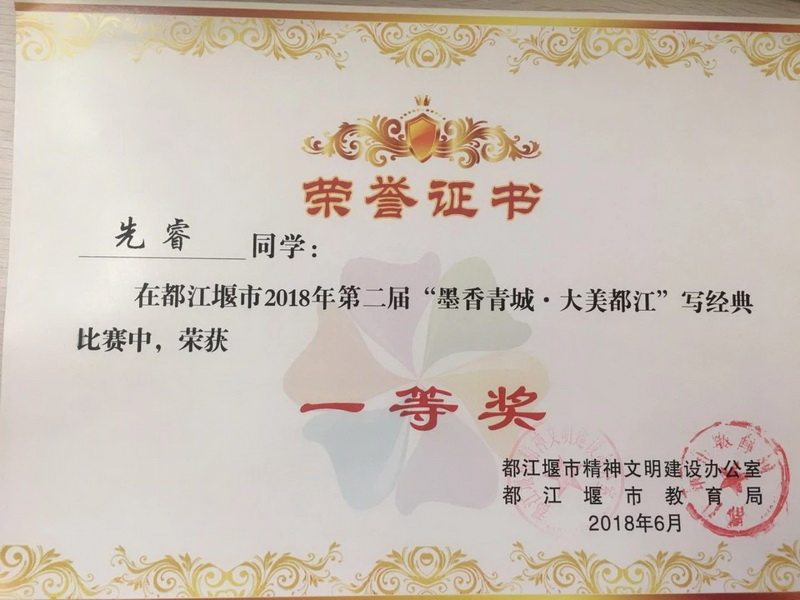 荣誉证书
先睿 同学：
在都江堰市2018年第二届“墨香青城·大美都江”写经典
比赛中，荣获
一等奖
都江堰市精神文明建设办公室
都江堰市教育局
2018年6月